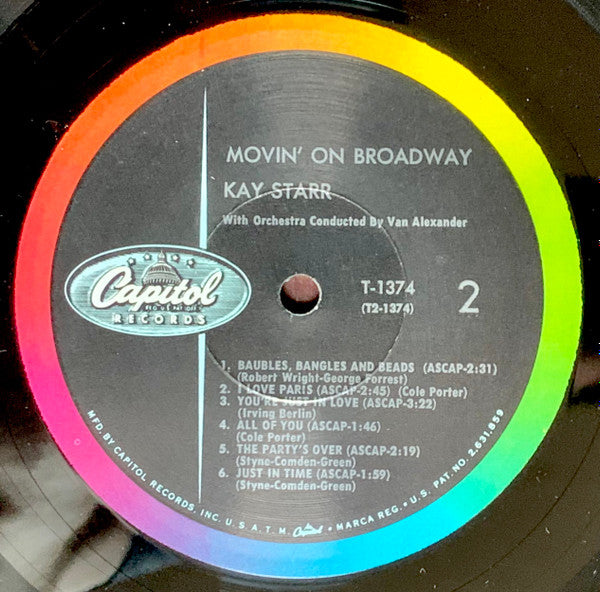 MOVIN' ON BROADWAY
KAY STARR
With Orchestra Conducted By Van Alexander
Capitol
REG. U.S. PAT. OFF.
RECORDS
T-1374
(T2-1374)
2
1. BAUBLES, BANGLES AND BEADS (ASCAP-2:31)
(Robert Wright-George Forrest)
2. I LOVE PARIS (ASCAP-2:45) (Cole Porter)
3. YOU'RE JUST IN LOVE (ASCAP-3:22)
(Irving Berlin)
4. ALL OF YOU (ASCAP-1:46)
(Cole Porter)
5. THE PARTY'S OVER (ASCAP-2:19)
(Styne-Comden-Green)
6. JUST IN TIME (ASCAP-1:59)
(Styne-Comden-Green)
MFD. BY CAPITOL RECORDS, INC. U.S.A. T.M. Capitol MARCA REG. • U.S. PAT. NO. 2,631,859